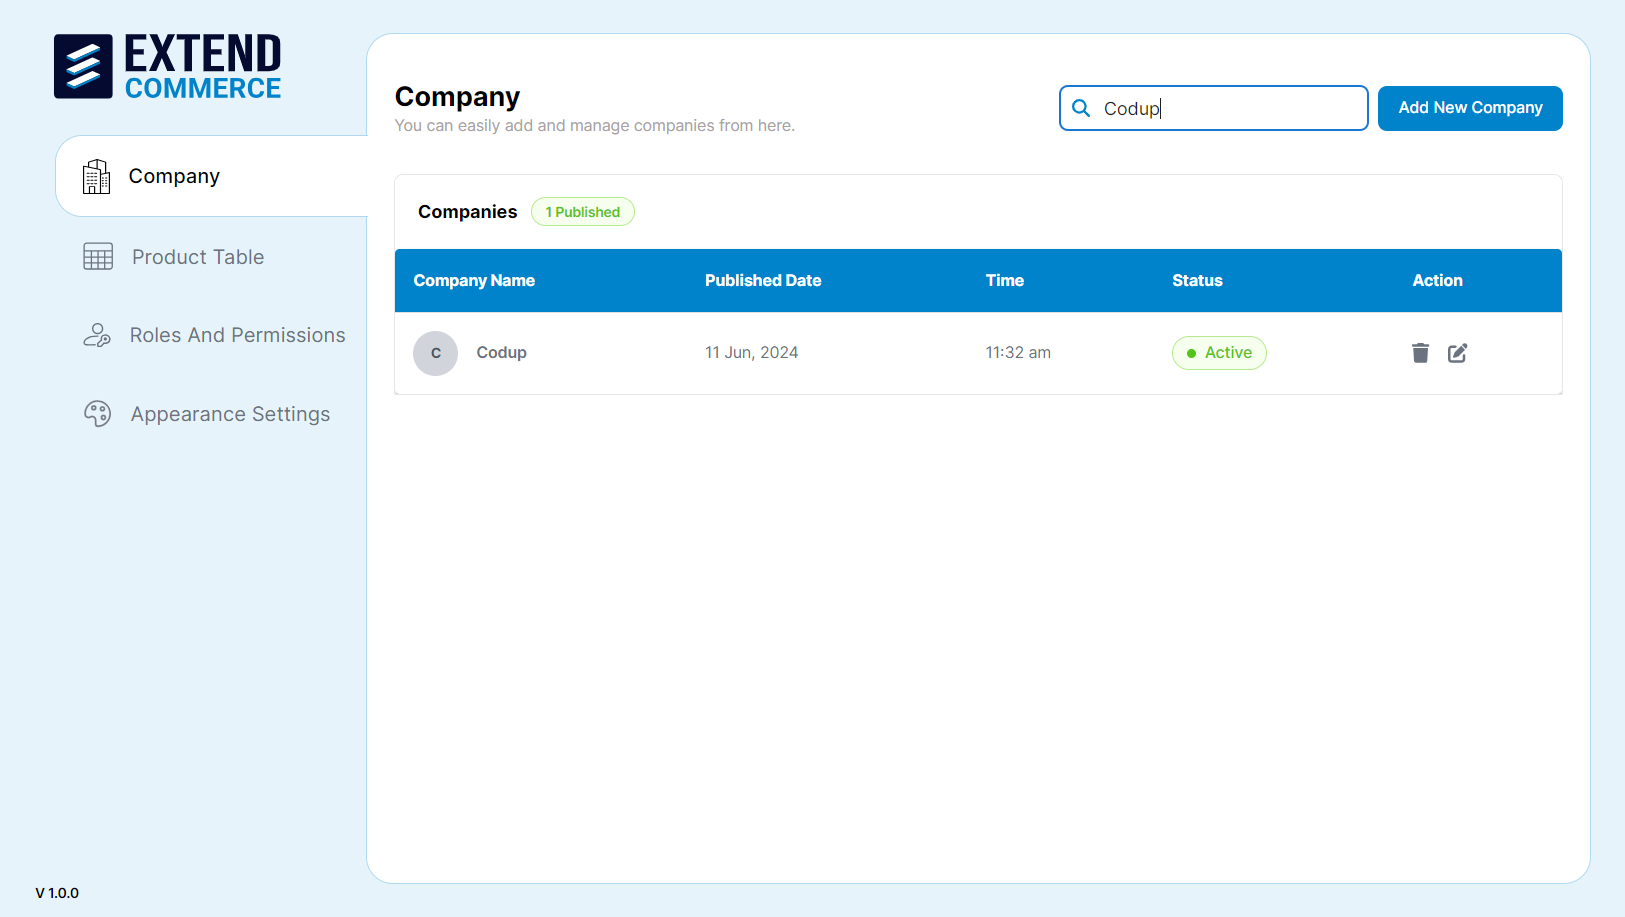 EXTEND
COMMERCE
Company
Product Table
Roles And Permissions
Appearance Settings
V 1.0.0
Company
You can easily add and manage companies from here.
Codup
Add New Company
Companies 1 Published
Company Name Published Date Time Status Action
C Codup 11 Jun, 2024 11:32 am Active